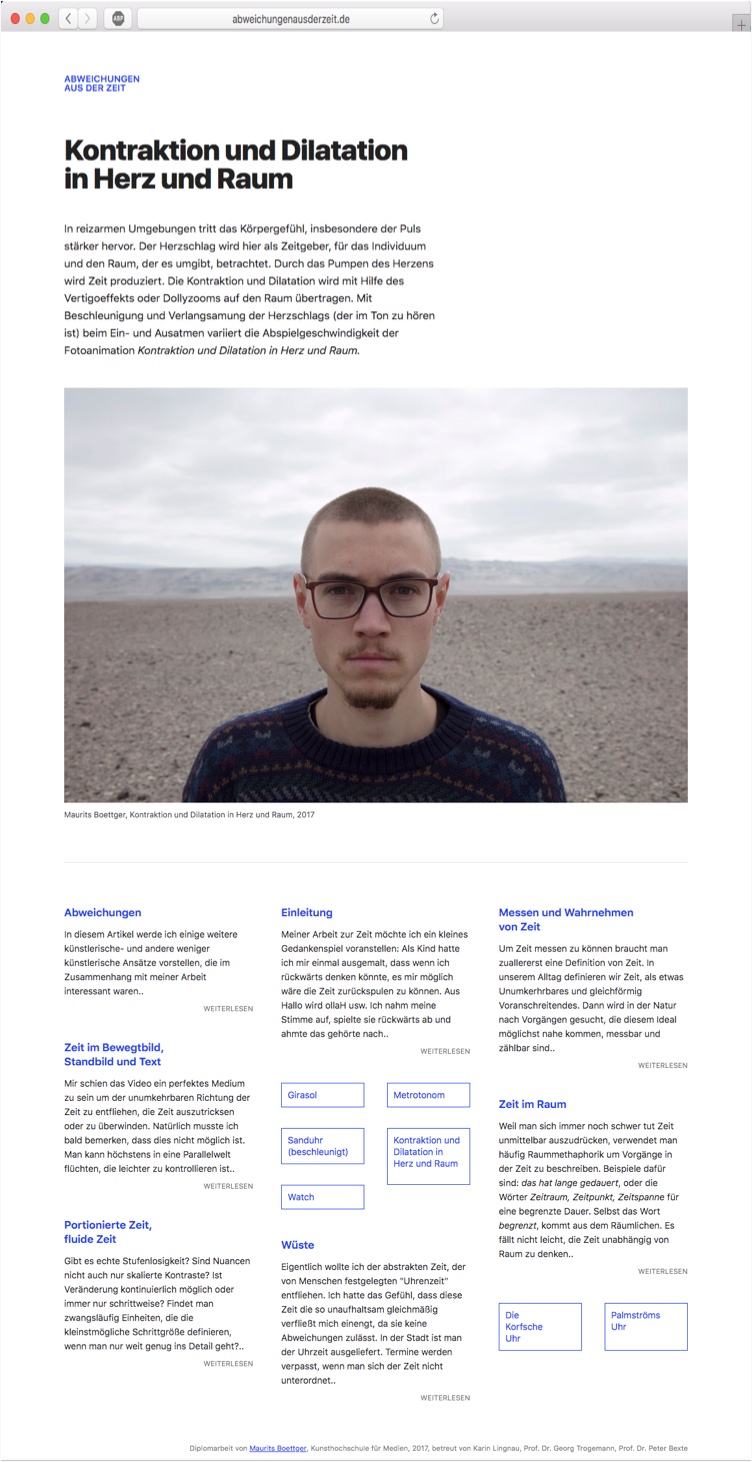 ABP
abweichungenausderzeit.de
ABWEICHUNGEN
AUS DER ZEIT
Kontraktion und Dilatation
in Herz und Raum
In reizarmen Umgebungen tritt das Körpergefühl, insbesondere der Puls
stärker hervor. Der Herzschlag wird hier als Zeitgeber, für das Individuum
und den Raum, der es umgibt, betrachtet. Durch das Pumpen des Herzens
wird Zeit produziert. Die Kontraktion und Dilatation wird mit Hilfe des
Vertigoeffekts oder Dollyzooms auf den Raum übertragen. Mit
Beschleunigung und Verlangsamung der Herzschlags (der im Ton zu hören
ist) beim Ein- und Ausatmen variiert die Abspielgeschwindigkeit der
Fotoanimation Kontraktion und Dilatation in Herz und Raum.
Maurits Boettger, Kontraktion und Dilatation in Herz und Raum, 2017
Abweichungen
In diesem Artikel werde ich einige weitere
künstlerische- und andere weniger
künstlerische Ansätze vorstellen, die im
Zusammenhang mit meiner Arbeit
interessant waren..
WEITERLESEN
Zeit im Bewegtbild,
Standbild und Text
Mir schien das Video ein perfektes Medium
zu sein um der unumkehrbaren Richtung der
Zeit zu entfliehen, die Zeit auszutricksen
oder zu überwinden. Natürlich musste ich
bald bemerken, dass dies nicht möglich ist.
Man kann höchstens in eine Parallelwelt
flüchten, die leichter zu kontrollieren ist..
WEITERLESEN
Portionierte Zeit,
fluide Zeit
Gibt es echte Stufenlosigkeit? Sind Nuancen
nicht auch nur skalierte Kontraste? Ist
Veränderung kontinuierlich möglich oder
immer nur schrittweise? Findet man
zwangsläufig Einheiten, die die
kleinstmögliche Schrittgröße definieren,
wenn man nur weit genug ins Detail geht?..
WEITERLESEN
Einleitung
Meiner Arbeit zur Zeit möchte ich ein kleines
Gedankenspiel voranstellen: Als Kind hatte
ich mir einmal ausgemalt, dass wenn ich
rückwärts denken könnte, es mir möglich
wäre die Zeit zurückspulen zu können. Aus
Hallo wird ollaH usw. Ich nahm meine
Stimme auf, spielte sie rückwärts ab und
ahmte das gehörte nach..
WEITERLESEN
Girasol
Metrotonom
Sanduhr
(beschleunigt)
Kontraktion und
Dilatation in
Herz und Raum
Watch
Wüste
Eigentlich wollte ich der abstrakten Zeit, der
von Menschen festgelegten "Uhrenzeit"
entfliehen. Ich hatte das Gefühl, dass diese
Zeit die so unaufhaltsam gleichmäßig
verfließt mich einengt, da sie keine
Abweichungen zulässt. In der Stadt ist man
der Uhrzeit ausgeliefert. Termine werden
verpasst, wenn man sich der Zeit nicht
unterordnet..
WEITERLESEN
Messen und Wahrnehmen
von Zeit
Um Zeit messen zu können braucht man
zuallererst eine Definition von Zeit. In
unserem Alltag definieren wir Zeit, als etwas
Unumkerhrbares und gleichförmig
Voranschreitendes. Dann wird in der Natur
nach Vorgängen gesucht, die diesem Ideal
möglichst nahe kommen, messbar und
zählbar sind..
WEITERLESEN
Zeit im Raum
Weil man sich immer noch schwer tut Zeit
unmittelbar auszudrücken, verwendet man
häufig Raummethaphorik um Vorgänge in
der Zeit zu beschreiben. Beispiele dafür
sind: das hat lange gedauert, oder die
Wörter Zeitraum, Zeitpunkt, Zeitspanne für
eine begrenzte Dauer. Selbst das Wort
begrenzt, kommt aus dem Räumlichen. Es
fällt nicht leicht, die Zeit unabhängig von
Raum zu denken..
WEITERLESEN
Die
Korfsche
Uhr
Palmströms
Uhr
Diplomarbeit von Maurits Boettger, Kunsthochschule für Medien, 2017, betreut von Karin Lingnau, Prof. Dr. Georg Trogemann, Prof. Dr. Peter Bexte